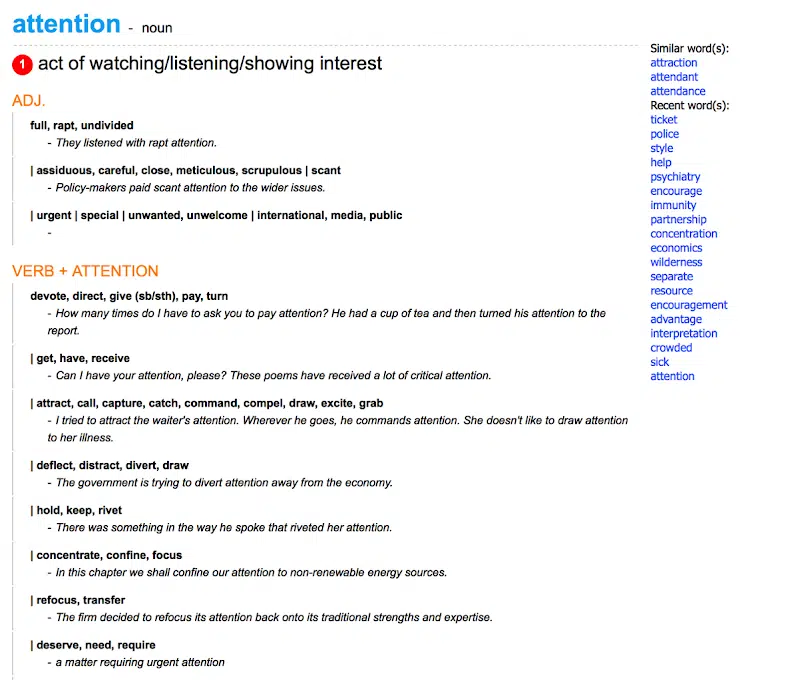 attention - noun
1 act of watching/listening/showing interest
ADJ.
full, rapt, undivided
- They listened with rapt attention.
| assiduous, careful, close, meticulous, scrupulous | scant
- Policy-makers paid scant attention to the wider issues.
| urgent | special | unwanted, unwelcome | international, media, public
-
VERB + ATTENTION
devote, direct, give (sb/sth), pay, turn
- How many times do I have to ask you to pay attention? He had a cup of tea and then turned his attention to the
report.
| get, have, receive
- Can I have your attention, please? These poems have received a lot of critical attention.
| attract, call, capture, catch, command, compel, draw, excite, grab
- I tried to attract the waiter's attention. Wherever he goes, he commands attention. She doesn't like to draw attention
to her illness.
| deflect, distract, divert, draw
- The government is trying to divert attention away from the economy.
| hold, keep, rivet
- There was something in the way he spoke that riveted her attention.
| concentrate, confine, focus
- In this chapter we shall confine our attention to non-renewable energy sources.
| refocus, transfer
- The firm decided to refocus its attention back onto its traditional strengths and expertise.
| deserve, need, require
- a matter requiring urgent attention
Similar word(s):
attraction
attendant
attendance
Recent word(s):
ticket
police
style
help
psychiatry
encourage
immunity
partnership
concentration
economics
wilderness
separate
resource
encouragement
advantage
interpretation
crowded
sick
attention